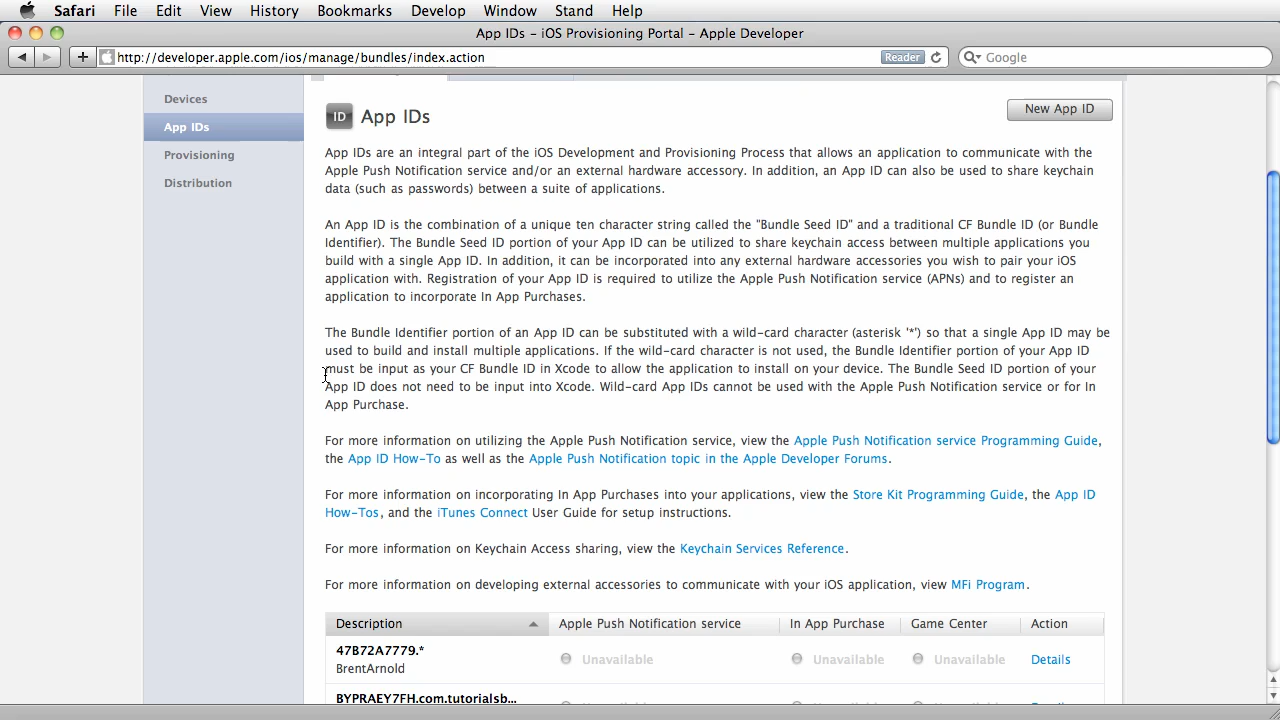 Safari File Edit View History Bookmarks Develop Window Stand Help
App IDs – iOS Provisioning Portal – Apple Developer
http://developer.apple.com/ios/manage/bundles/index.action Reader Google
Devices
App IDs
Provisioning
Distribution
ID App IDs
New App ID
App IDs are an integral part of the iOS Development and Provisioning Process that allows an application to communicate with the
Apple Push Notification service and/or an external hardware accessory. In addition, an App ID can also be used to share keychain
data (such as passwords) between a suite of applications.
An App ID is the combination of a unique ten character string called the "Bundle Seed ID" and a traditional CF Bundle ID (or Bundle
Identifier). The Bundle Seed ID portion of your App ID can be utilized to share keychain access between multiple applications you
build with a single App ID. In addition, it can be incorporated into any external hardware accessories you wish to pair your iOS
application with. Registration of your App ID is required to utilize the Apple Push Notification service (APNs) and to register an
application to incorporate In App Purchases.
The Bundle Identifier portion of an App ID can be substituted with a wild-card character (asterisk '*') so that a single App ID may be
used to build and install multiple applications. If the wild-card character is not used, the Bundle Identifier portion of your App ID
must be input as your CF Bundle ID in Xcode to allow the application to install on your device. The Bundle Seed ID portion of your
App ID does not need to be input into Xcode. Wild-card App IDs cannot be used with the Apple Push Notification service or for In
App Purchase.
For more information on utilizing the Apple Push Notification service, view the Apple Push Notification service Programming Guide,
the App ID How-To as well as the Apple Push Notification topic in the Apple Developer Forums.
For more information on incorporating In App Purchases into your applications, view the Store Kit Programming Guide, the App ID
How-Tos, and the iTunes Connect User Guide for setup instructions.
For more information on Keychain Access sharing, view the Keychain Services Reference.
For more information on developing external accessories to communicate with your iOS application, view MFi Program.
Description Apple Push Notification service In App Purchase Game Center Action
47B72A7779.*
BrentArnold
Unavailable Unavailable Unavailable Details
BYPRAEY7FH.com.tutorialsb...